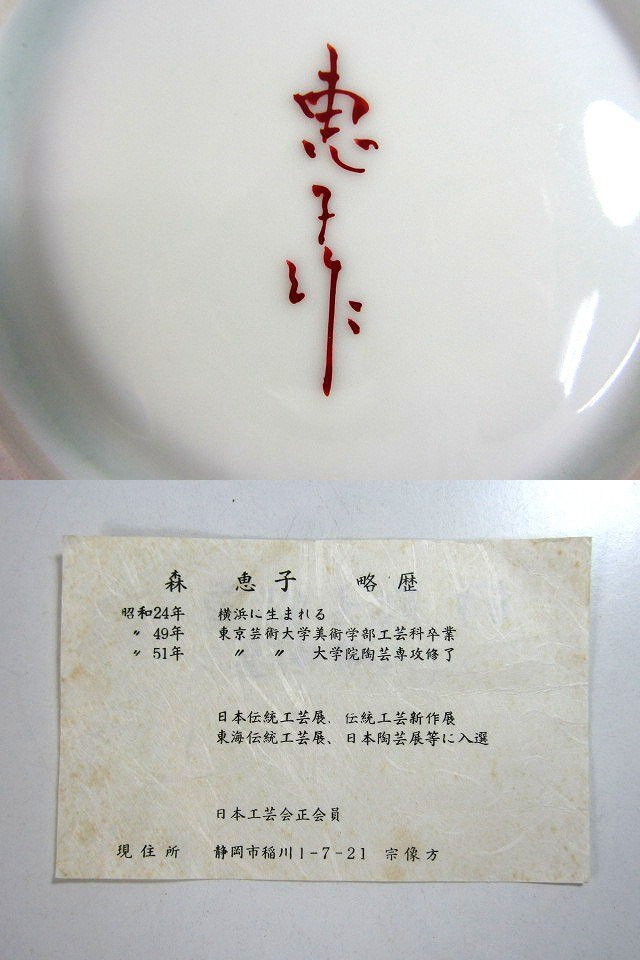 恵子作
森 恵子 略歴
昭和24年 横浜に生まれる
〃 49年 東京芸術大学美術学部工芸科卒業
〃 51年 〃 〃 大学院陶芸専攻修了
日本伝統工芸展、伝統工芸新作展
東海伝統工芸展、日本陶芸展等に入選
日本工芸会正会員
現住所 静岡市稲川1-7-21 宗像方